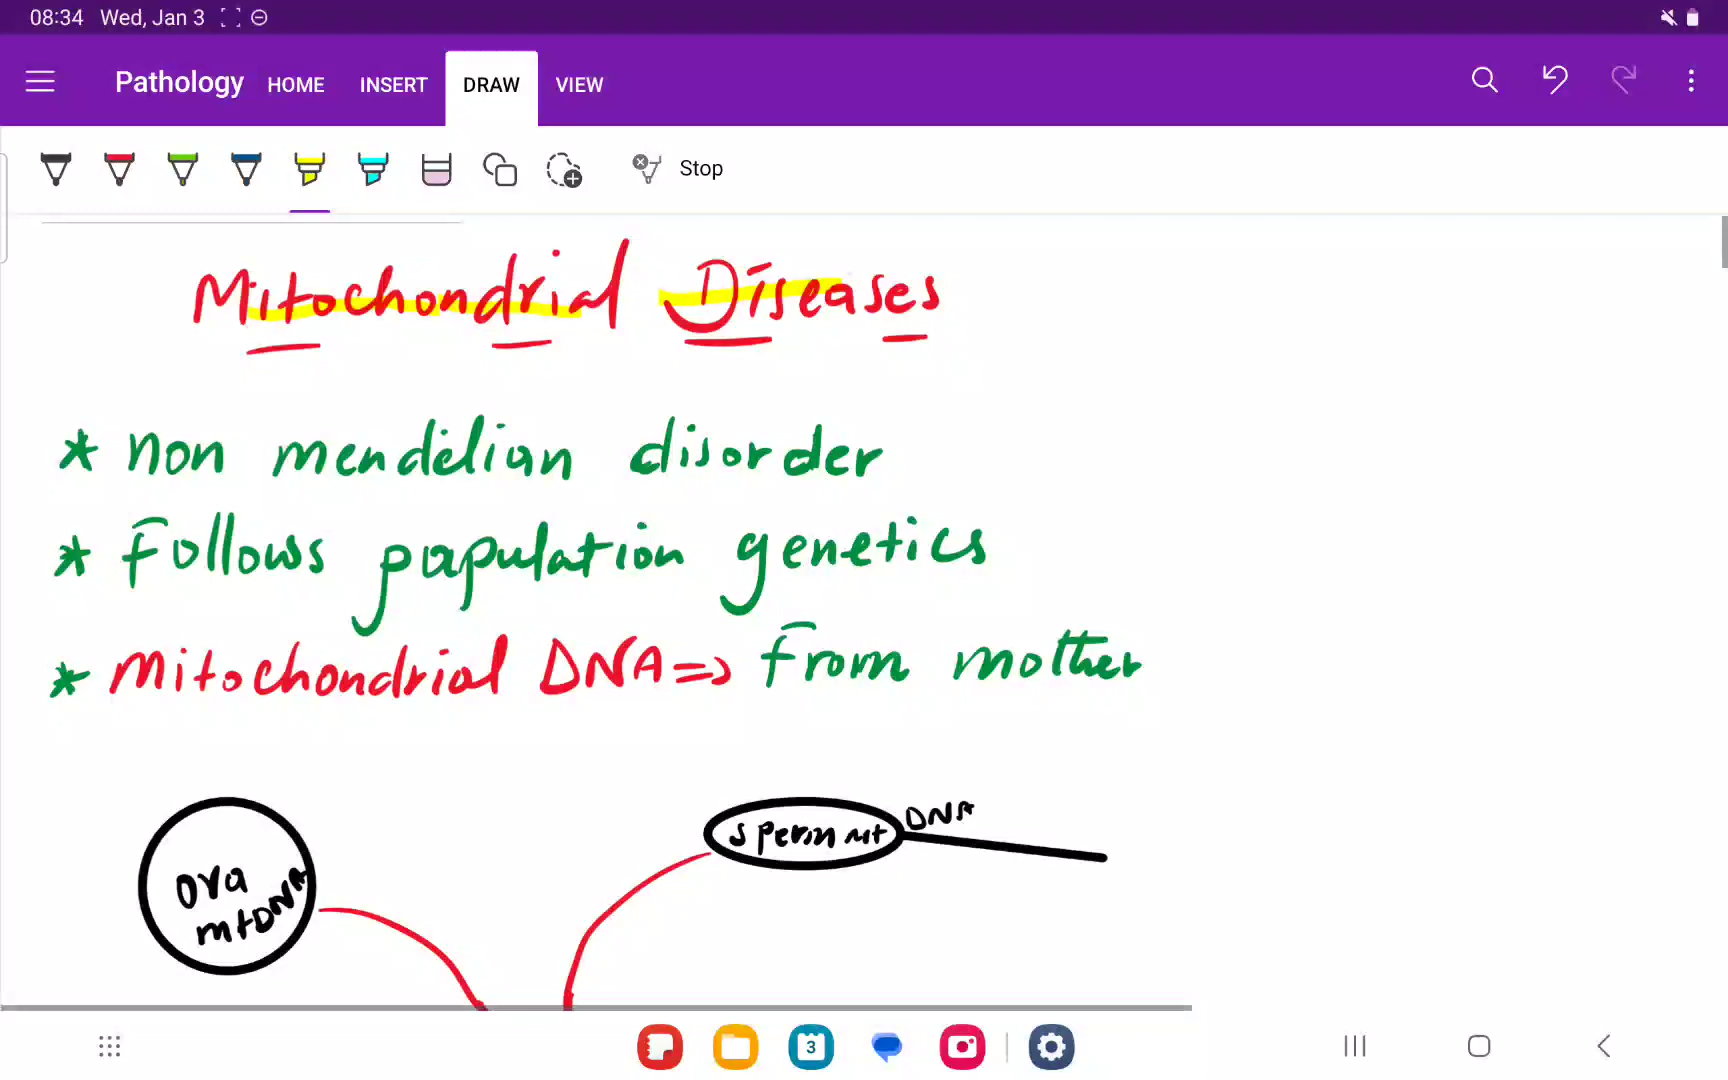 08:34 Wed, Jan 3
Pathology HOME INSERT DRAW VIEW
Stop
Mitochondrial Diseases
* non mendelian disorder
* Follows population genetics
* Mitochondrial DNA => From mother
Ova
mtDNA
sperm mt DNA
3